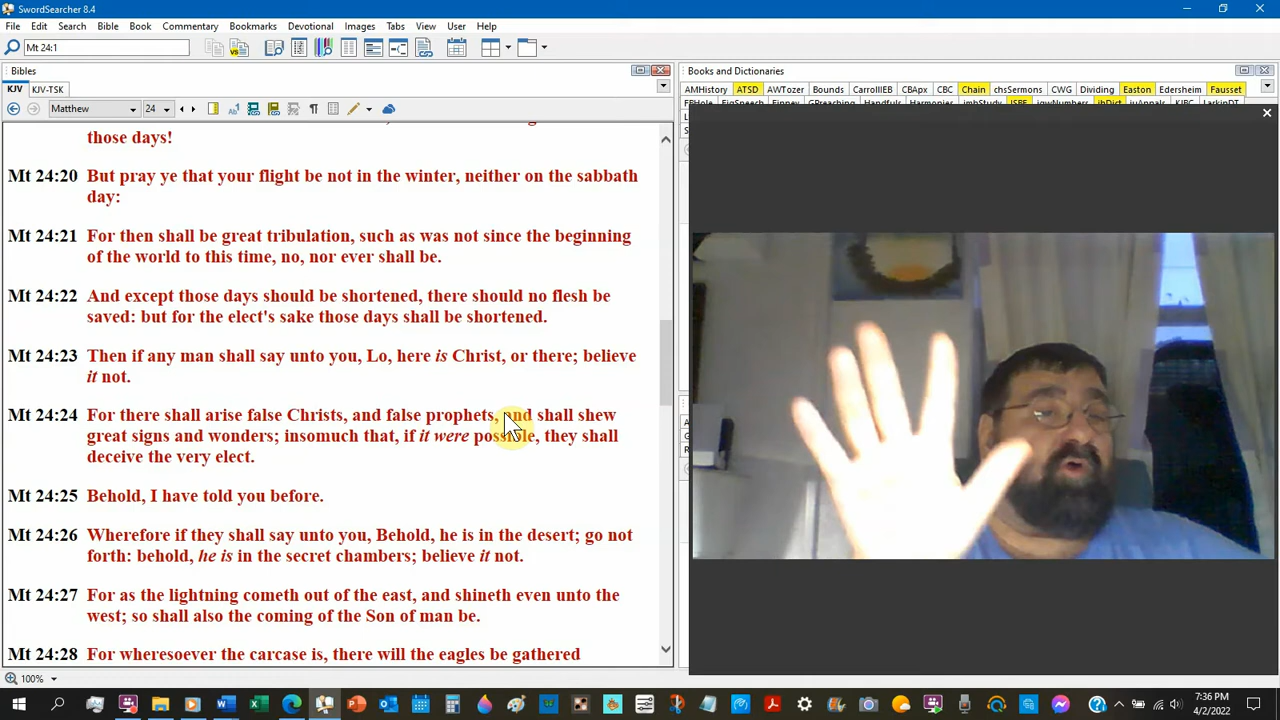 SwordSearcher 8.4
File Edit Search Bible Book Commentary Bookmarks Devotional Images Tabs View User Help
Mt 24:1
Bibles
Books and Dictionaries
KJV KJV-TSK
AMHistory ATSD AWTozer Bounds CarrollEB CBApx CBC Chain chsSermons CWG Dividing Easton Edersheim Fausset
Matthew 24
those days!
Mt 24:20 But pray ye that your flight be not in the winter, neither on the sabbath
day:
Mt 24:21 For then shall be great tribulation, such as was not since the beginning
of the world to this time, no, nor ever shall be.
Mt 24:22 And except those days should be shortened, there should no flesh be
saved: but for the elect's sake those days shall be shortened.
Mt 24:23 Then if any man shall say unto you, Lo, here is Christ, or there; believe
it not.
Mt 24:24 For there shall arise false Christs, and false prophets, and shall shew
great signs and wonders; insomuch that, if it were possible, they shall
deceive the very elect.
Mt 24:25 Behold, I have told you before.
Mt 24:26 Wherefore if they shall say unto you, Behold, he is in the desert; go not
forth: behold, he is in the secret chambers; believe it not.
Mt 24:27 For as the lightning cometh out of the east, and shineth even unto the
west; so shall also the coming of the Son of man be.
Mt 24:28 For wheresoever the carcase is, there will the eagles be gathered
100%
7:36 PM
4/2/2022